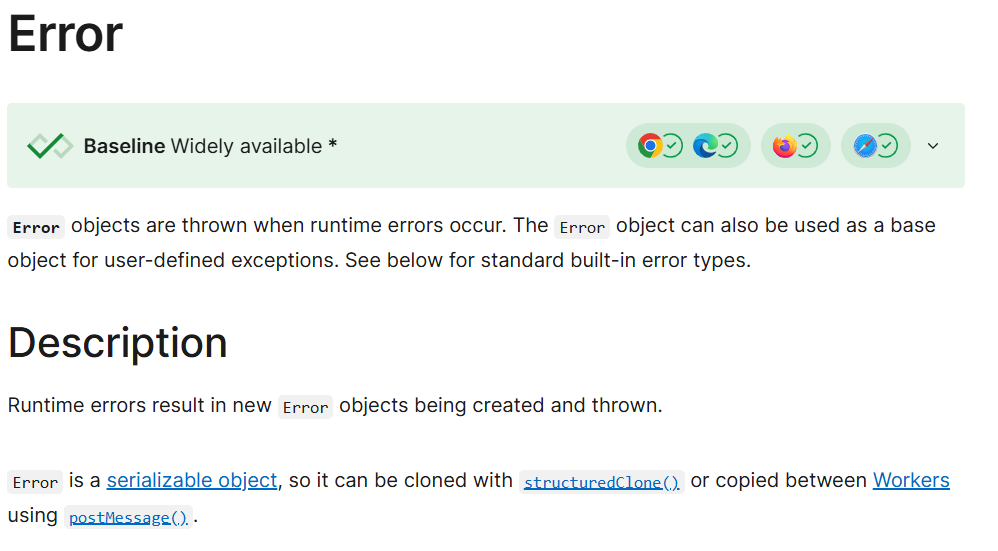 Error
Baseline Widely available *
Error objects are thrown when runtime errors occur. The Error object can also be used as a base
object for user-defined exceptions. See below for standard built-in error types.
Description
Runtime errors result in new Error objects being created and thrown.
Error is a serializable object, so it can be cloned with structuredClone() or copied between Workers
using postMessage().